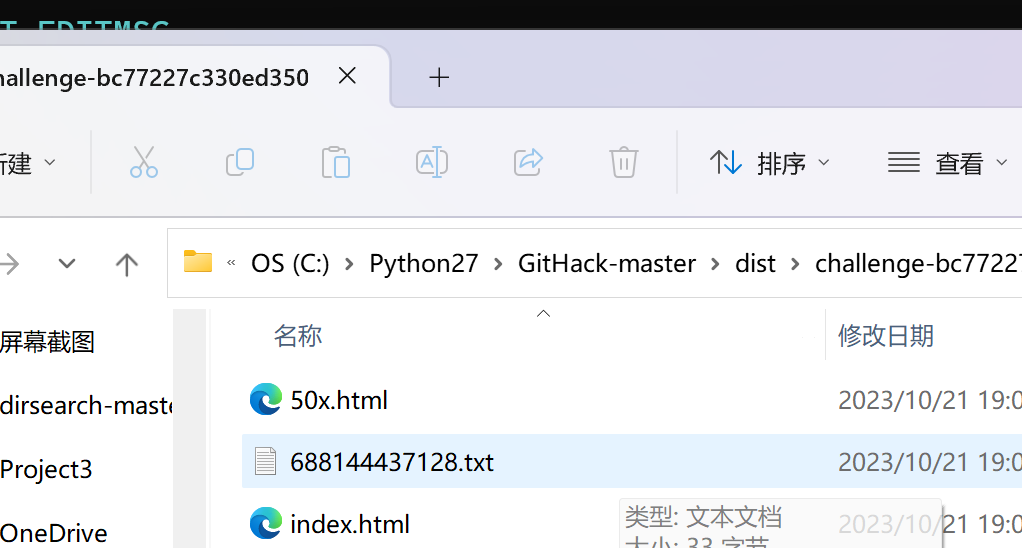 T_EDITMSG
hallenge-bc77227c330ed350
新建
排序
查看
« OS (C:) > Python27 > GitHack-master > dist > challenge-bc77227
屏幕截图
名称
修改日期
dirsearch-maste
50x.html
2023/10/21 19:0
688144437128.txt
2023/10/21 19:0
Project3
index.html
2023/10/21 19:0
类型: 文本文档
OneDrive
大小: 33 字节